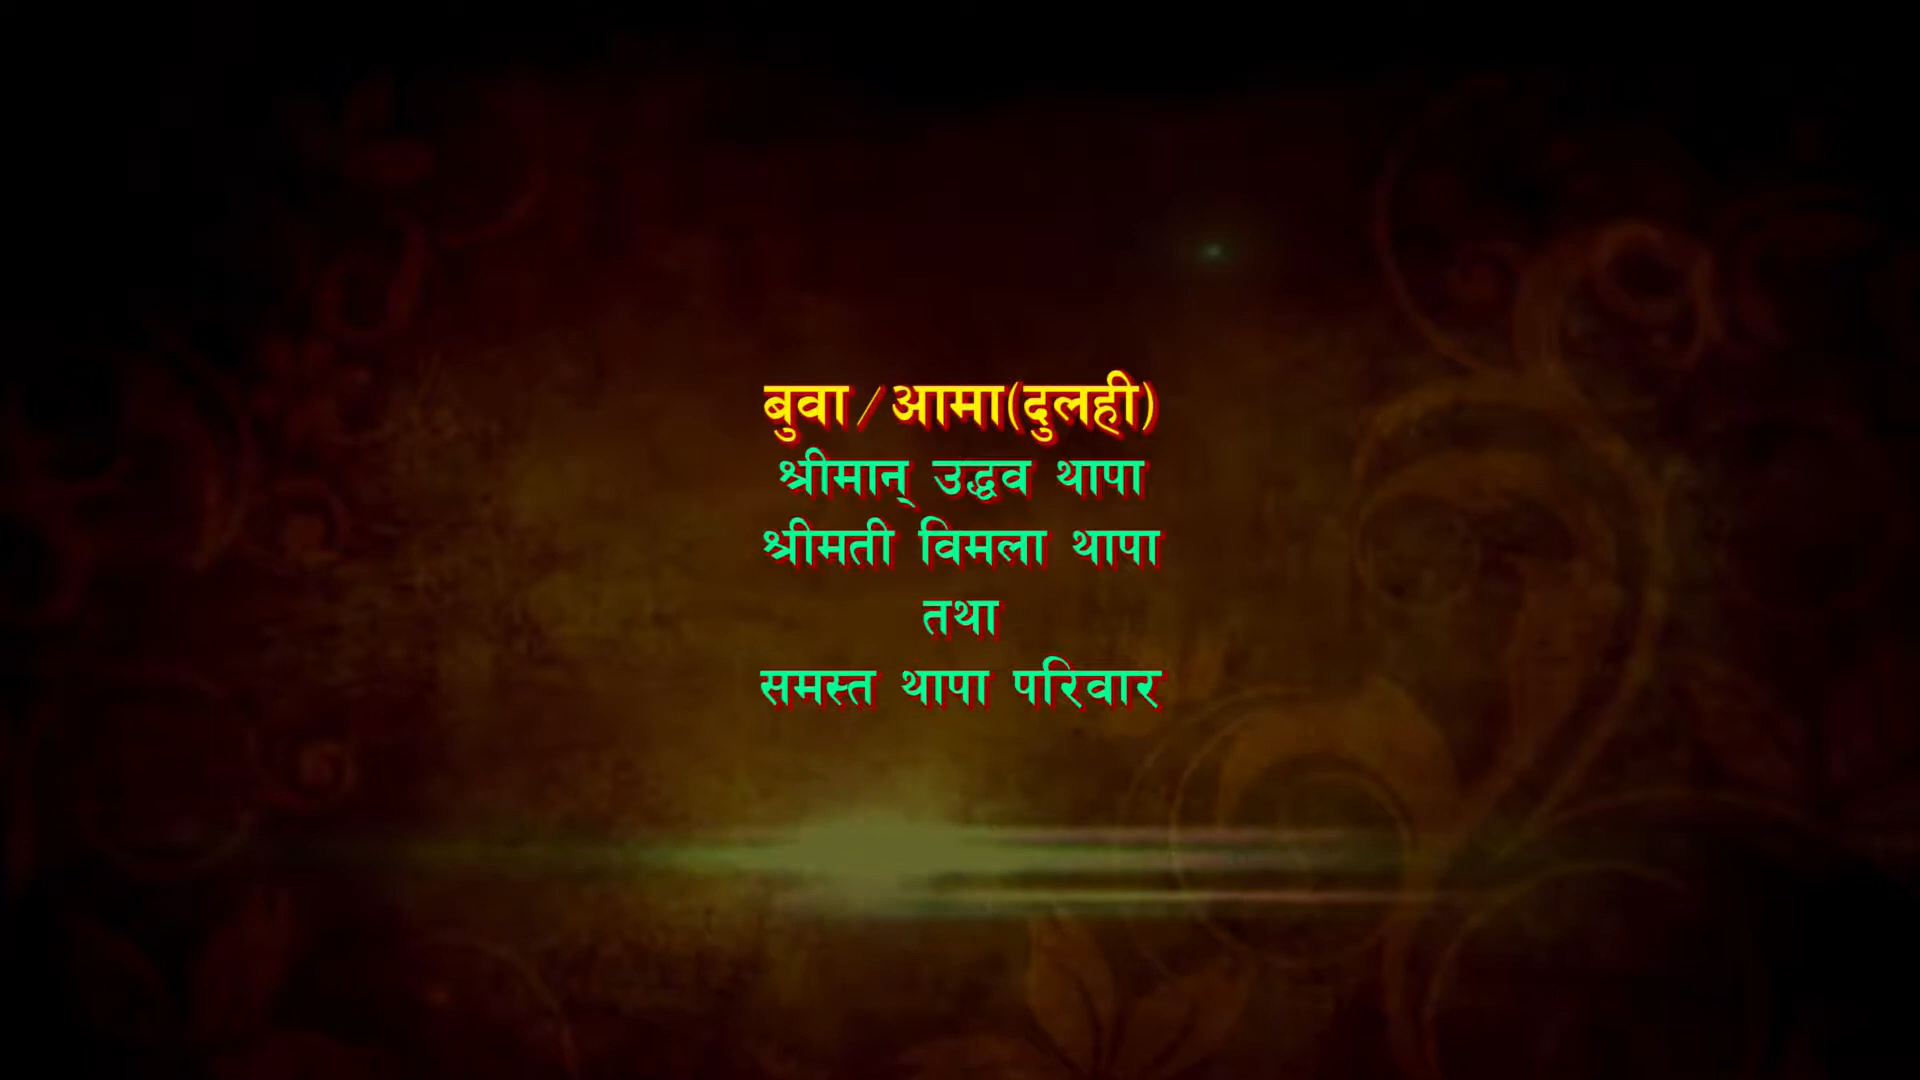 बुवा/आमा(दुलही)
श्रीमान् उद्धव थापा
श्रीमती विमला थापा
तथा
समस्त थापा परिवार